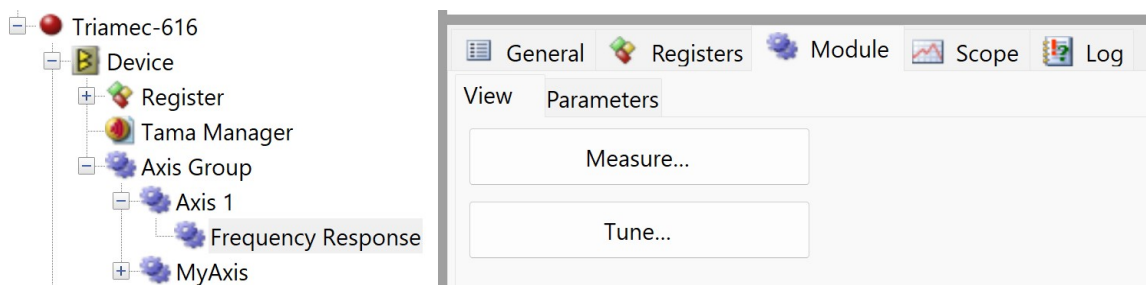 Triamec-616
Device
Register
Tama Manager
Axis Group
Axis 1
Frequency Response
MyAxis
General Registers Module Scope Log
View Parameters
Measure...
Tune...